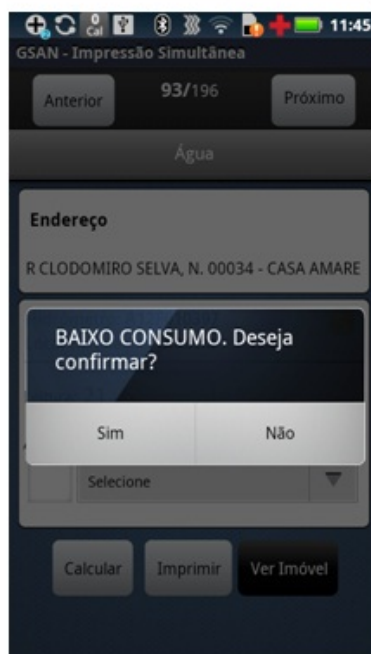 11:45
GSAN - Impressão Simultânea
Anterior
93/196
Próximo
Água
Endereço
R CLODOMIRO SELVA, N. 00034 - CASA AMARE
BAIXO CONSUMO. Deseja
confirmar?
Sim
Não
Selecione
Calcular
Imprimir
Ver Imóvel